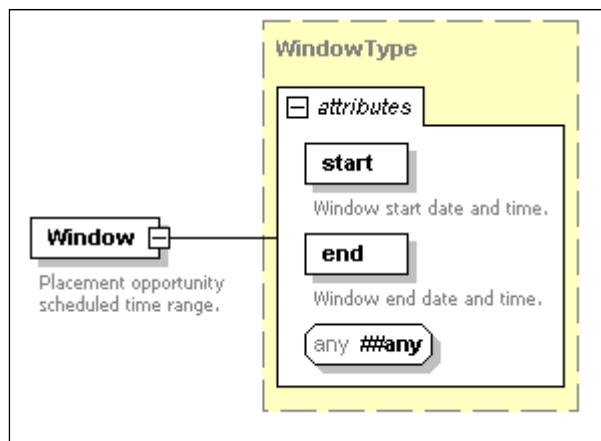 WindowType
attributes
start
Window start date and time.
Window
Placement opportunity
scheduled time range.
end
Window end date and time.
any ##any